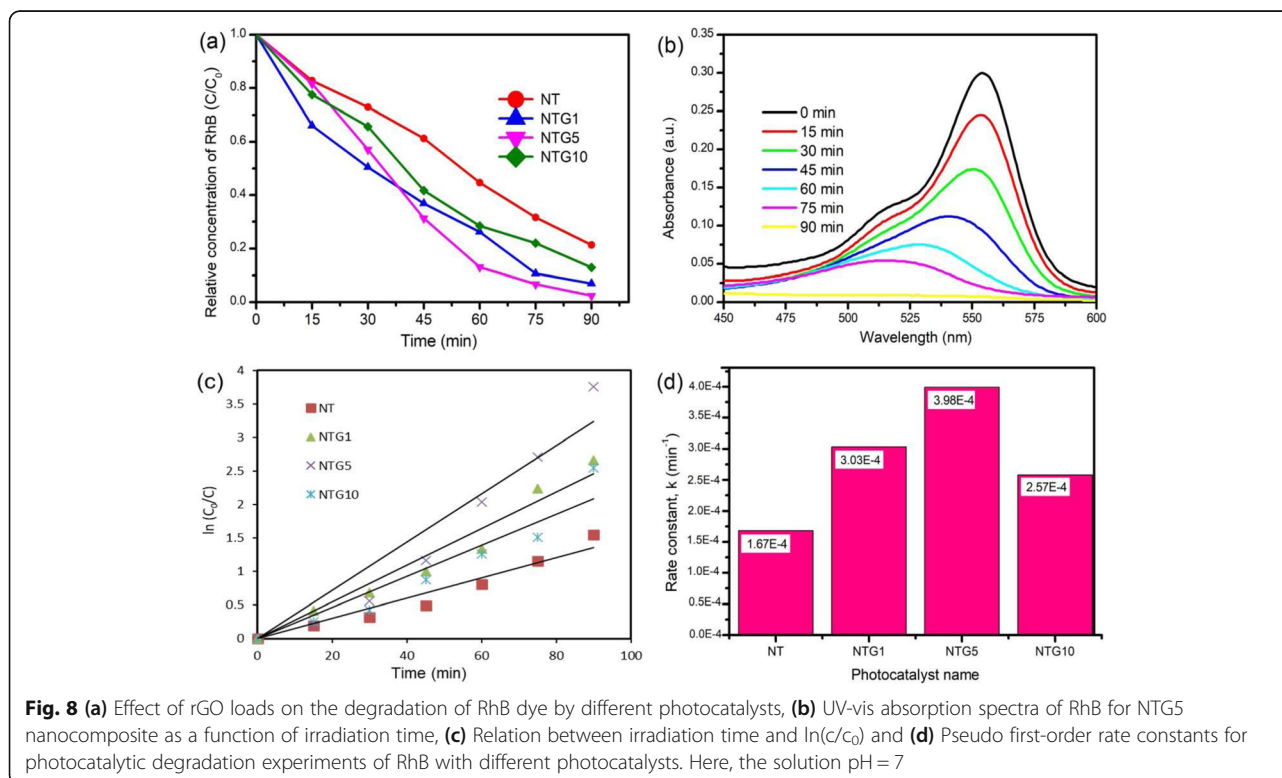 (a)
Relative concentration of RhB (C/C₀)
1.0
0.8
0.6
0.4
0.2
0.0
NT
NTG1
NTG5
NTG10
0 15 30 45 60 75 90
Time (min)
(b)
Absorbance (a.u.)
0.35
0.30
0.25
0.20
0.15
0.10
0.05
0.00
0 min
15 min
30 min
45 min
60 min
75 min
90 min
450 475 500 525 550 575 600
Wavelength (nm)
(c)
ln (C₀/C)
4
3.5
3
2.5
2
1.5
1
0.5
0
NT
NTG1
NTG5
NTG10
0 20 40 60 80 100
Time (min)
(d)
Rate constant, k (min⁻¹)
4.0E-4
3.5E-4
3.0E-4
2.5E-4
2.0E-4
1.5E-4
1.0E-4
5.0E-4
0.0E-4
1.67E-4
3.03E-4
3.98E-4
2.57E-4
NT NTG1 NTG5 NTG10
Photocatalyst name
Fig. 8 (a) Effect of rGO loads on the degradation of RhB dye by different photocatalysts, (b) UV-vis absorption spectra of RhB for NTG5
nanocomposite as a function of irradiation time, (c) Relation between irradiation time and ln(c/c₀) and (d) Pseudo first-order rate constants for
photocatalytic degradation experiments of RhB with different photocatalysts. Here, the solution pH = 7